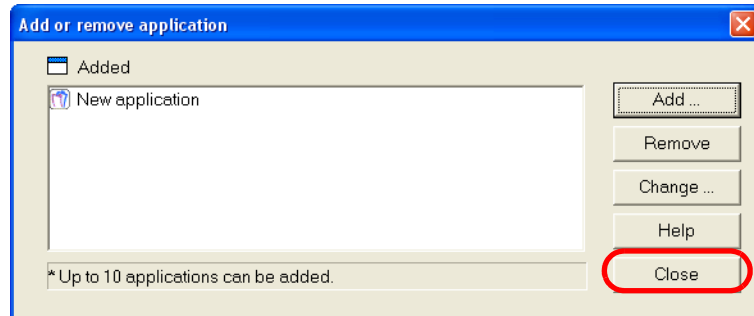 Add or remove application
Added
New application
Add ...
Remove
Change ...
Help
Close
* Up to 10 applications can be added.